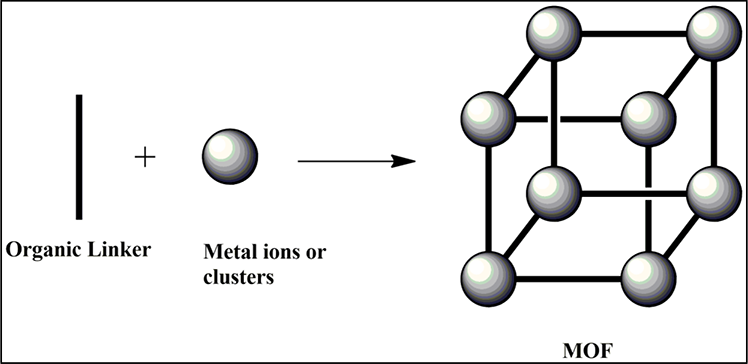 +
Organic Linker
Metal ions or
clusters
MOF